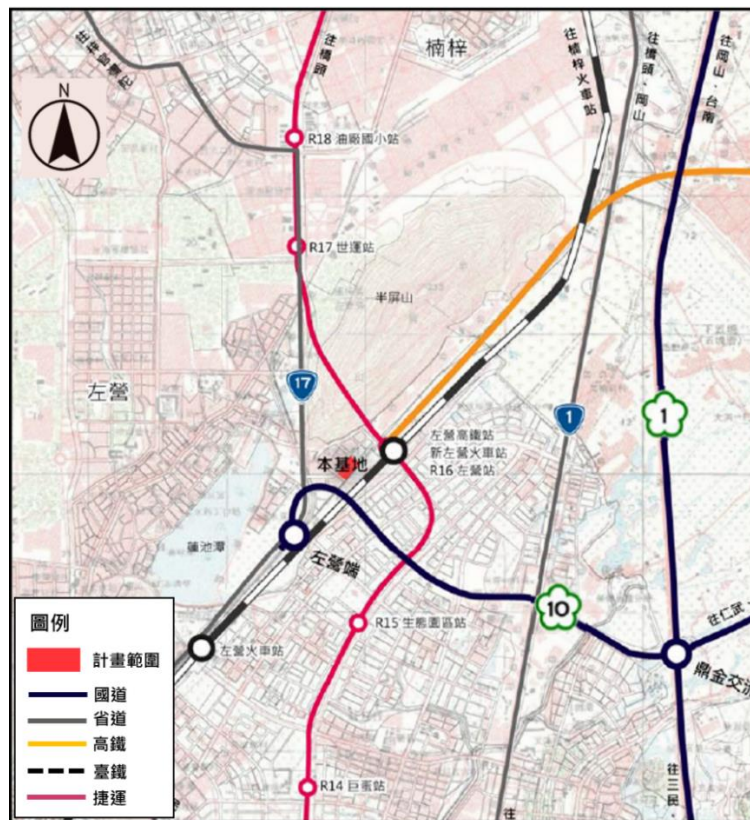 往梓官彌陀
往橋頭
楠梓
往楠梓火車站
往橋頭、岡山
往岡山、台南
N
R18 油廠國小站
R17 世運站
半屏山
左營
17
1
1
左營高鐵站
新左營火車站
R16 左營站
本基地
蓮池潭
左營端
10
往仁武、
R15 生態園區站
左營火車站
鼎金交流
圖例
計畫範圍
國道
省道
高鐵
臺鐵
捷運
R14 巨蛋站
往
往三民、